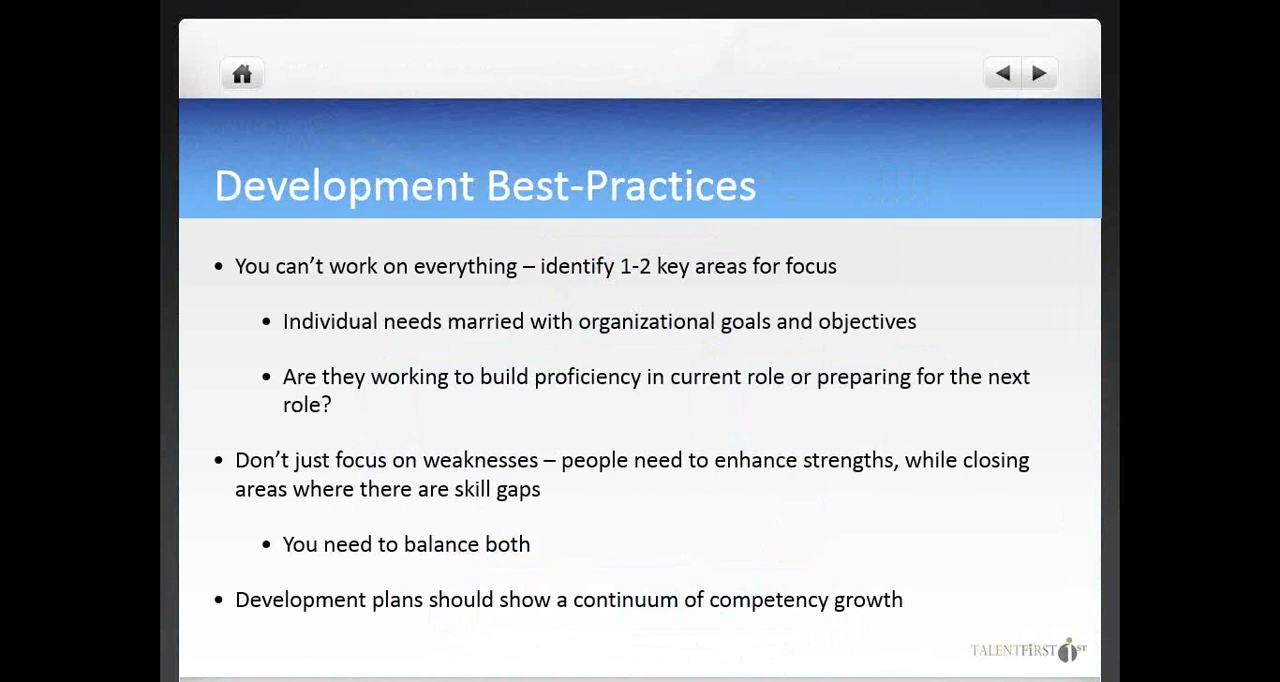 Development Best-Practices
• You can’t work on everything – identify 1-2 key areas for focus
• Individual needs married with organizational goals and objectives
• Are they working to build proficiency in current role or preparing for the next
role?
• Don’t just focus on weaknesses – people need to enhance strengths, while closing
areas where there are skill gaps
• You need to balance both
• Development plans should show a continuum of competency growth
TALENTFiRST 1ST